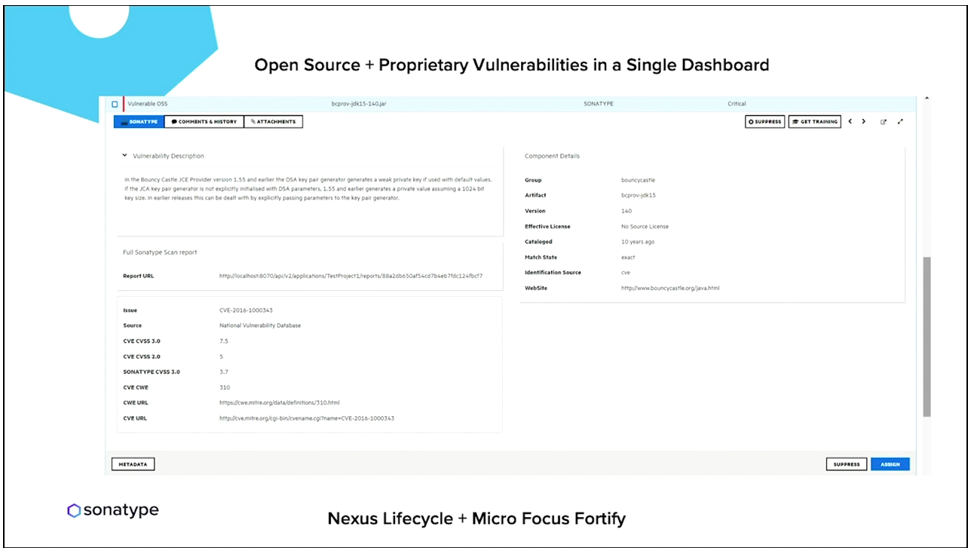 Open Source + Proprietary Vulnerabilities in a Single Dashboard
Vulnerable OSS bcprov-jdk15-140.jar SONATYPE Critical
SONATYPE COMMENTS & HISTORY ATTACHMENTS SUPPRESS GET TRAINING
Vulnerability Description
In the Bouncy Castle JCE Provider version 1.55 and earlier the DSA key pair generator generates a weak private key if used with default values.
If the JCA key pair generator is not explicitly initialised with DSA parameters, 1.55 and earlier generates a private value assuming a 1024 bit
key size. In earlier releases this can be dealt with by explicitly passing parameters to the key pair generator.
Full Sonatype Scan report
Report URL http://localhost:8070/api/v2/applications/TestProject1/reports/
Issue CVE-2016-1000343
Source National Vulnerability Database
CVE CVSS 3.0 7.5
CVE CVSS 2.0 5
SONATYPE CVSS 3.0 3.7
CVE CWE 310
CWE URL https://cwe.mitre.org/data/definitions/310.html
CVE URL http://cve.mitre.org/cgi-bin/cvename.cgi?name=CVE-2016-1000343
Component Details
Group bouncycastle
Artifact bcprov-jdk15
Version 140
Effective License No Source License
Cataloged 10 years ago
Match State exact
Identification Source cve
WebSite http://www.bouncycastle.org/java.html
METADATA SUPPRESS ASSIGN
sonatype
Nexus Lifecycle + Micro Focus Fortify